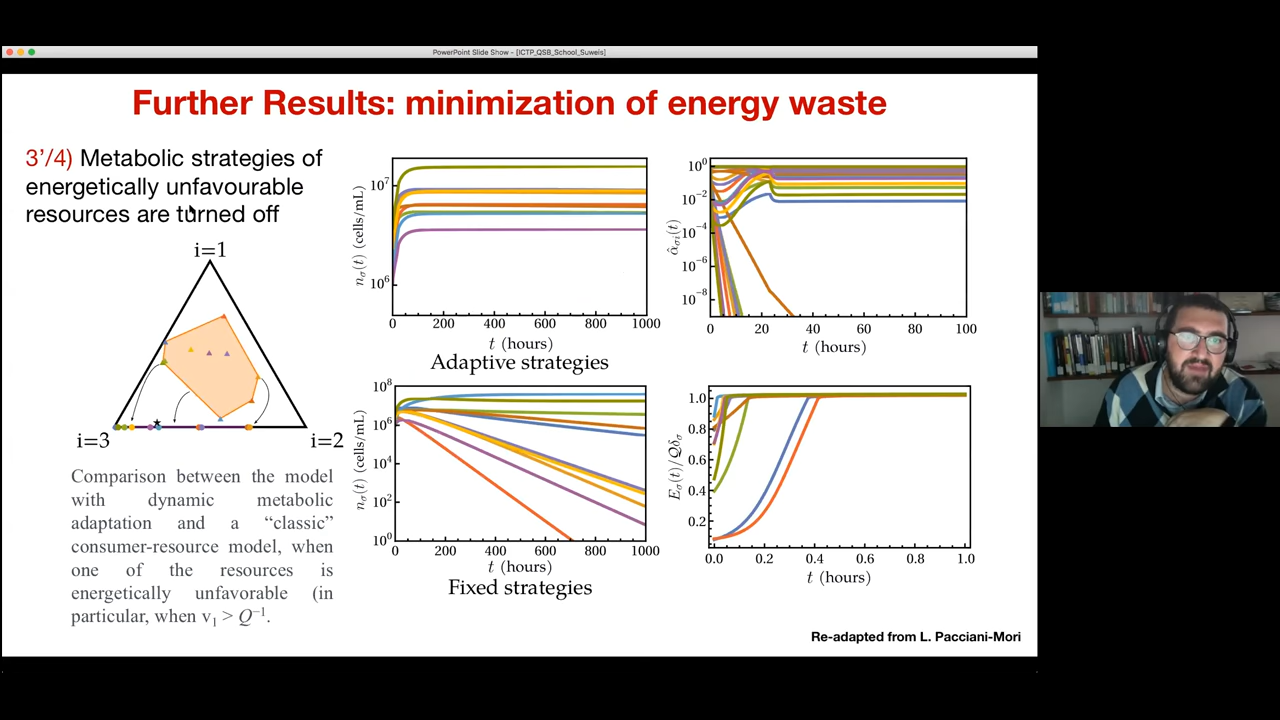 PowerPoint Slide Show - [ICTP_QSB_School_Suweis]
Further Results: minimization of energy waste
3’/4) Metabolic strategies of
energetically unfavourable
resources are turned off
i=1
i=3
i=2
Comparison between the model
with dynamic metabolic
adaptation and a “classic”
consumer-resource model, when
one of the resources is
energetically unfavorable (in
particular, when v₁ > Q⁻¹.
n_σ(t) (cells/mL)
10⁷
10⁶
0 200 400 600 800 1000
t (hours)
Adaptive strategies
α̂_σi(t)
10⁰
10⁻²
10⁻⁴
10⁻⁶
10⁻⁸
0 20 40 60 80 100
t (hours)
n_σ(t) (cells/mL)
10⁸
10⁶
10⁴
10²
10⁰
0 200 400 600 800 1000
t (hours)
Fixed strategies
E_σ(t)/Qδ_σ
1.0
0.8
0.6
0.4
0.2
0.0 0.2 0.4 0.6 0.8 1.0
t (hours)
Re-adapted from L. Pacciani-Mori